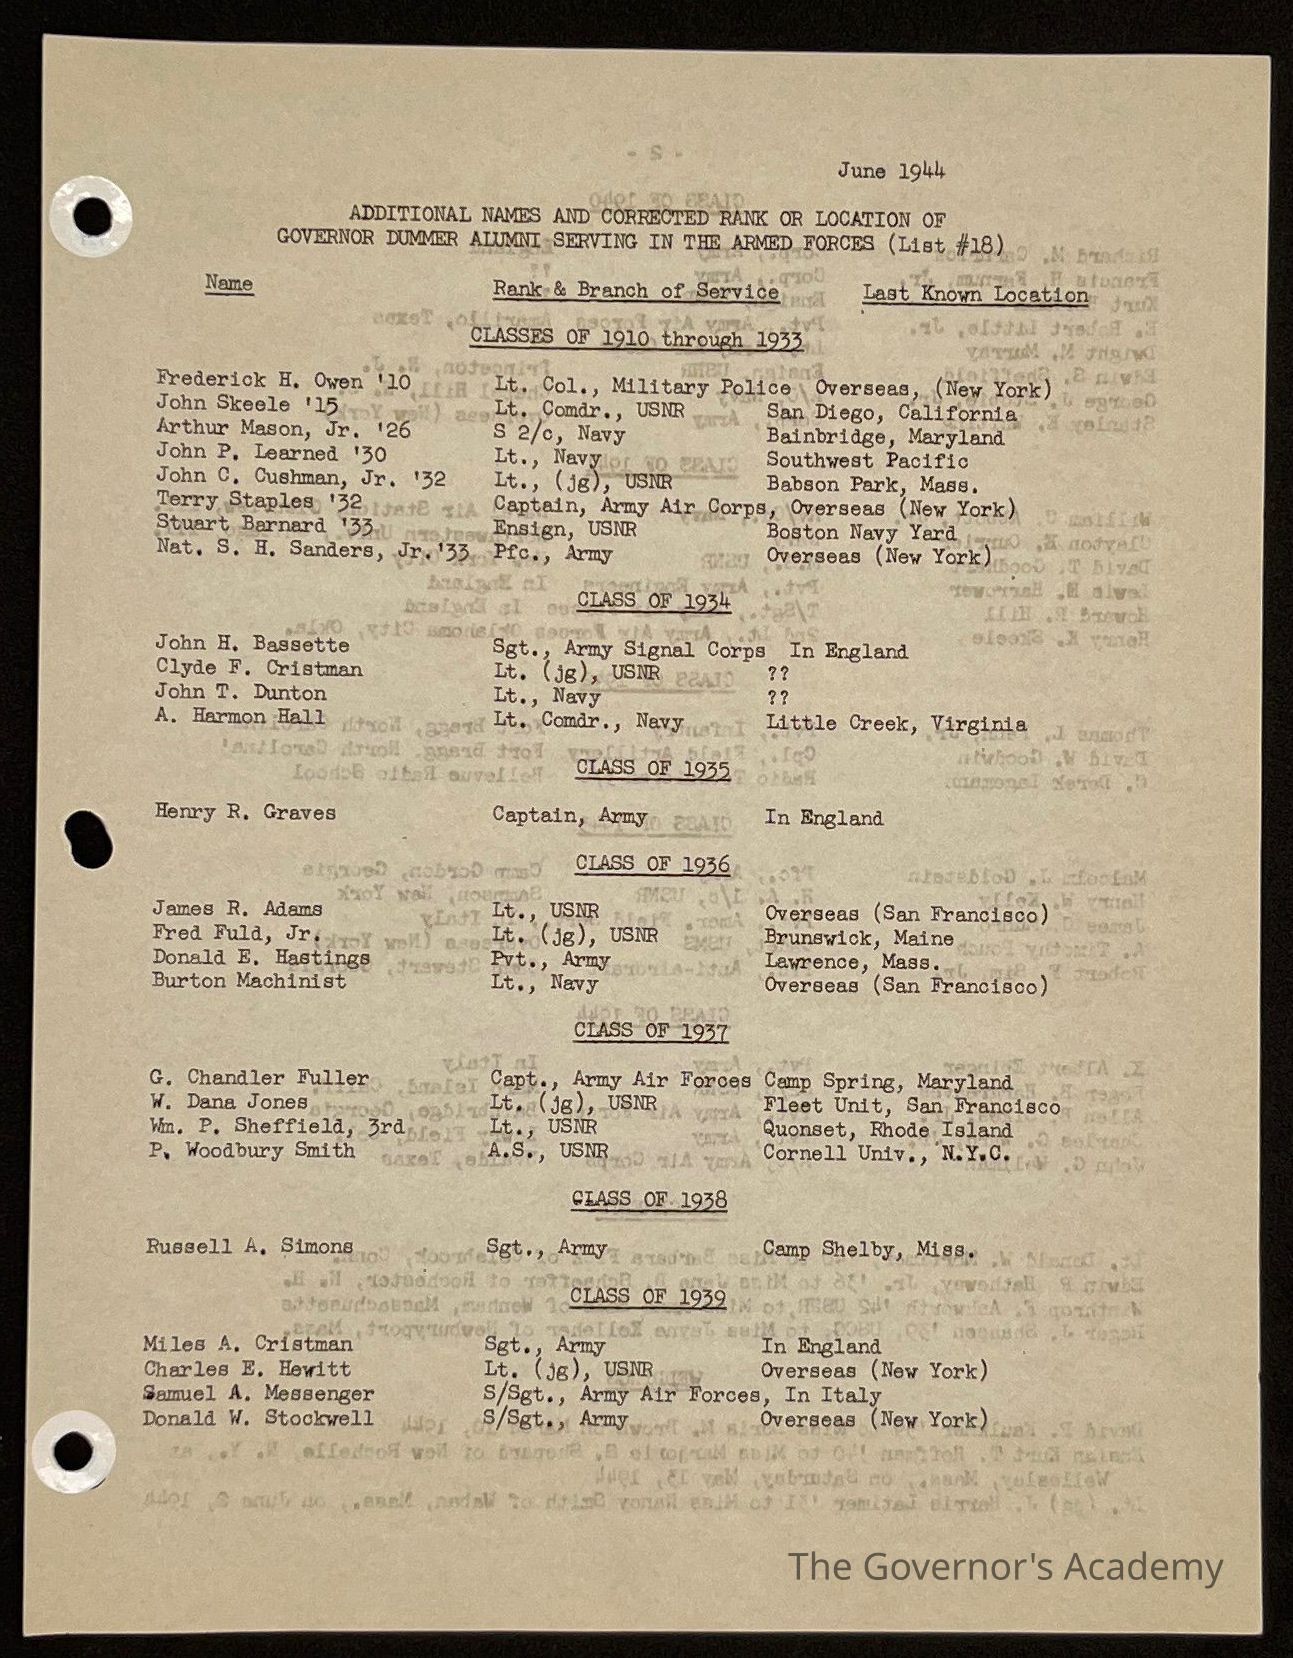 June 1944
ADDITIONAL NAMES AND CORRECTED RANK OR LOCATION OF
GOVERNOR DUMMER ALUMNI SERVING IN THE ARMED FORCES (List #18)
Name Rank & Branch of Service Last Known Location
CLASSES OF 1910 through 1933
Frederick H. Owen '10 Lt. Col., Military Police Overseas, (New York)
John Skeele '15 Lt. Comdr., USNR San Diego, California
Arthur Mason, Jr. '26 S 2/c, Navy Bainbridge, Maryland
John P. Learned '30 Lt., Navy Southwest Pacific
John C. Cushman, Jr. '32 Lt., (jg), USNR Babson Park, Mass.
Terry Staples '32 Captain, Army Air Corps, Overseas (New York)
Stuart Barnard '33 Ensign, USNR Boston Navy Yard
Nat. S. H. Sanders, Jr.'33 Pfc., Army Overseas (New York)
CLASS OF 1934
John H. Bassette Sgt., Army Signal Corps In England
Clyde F. Cristman Lt. (jg), USNR ??
John T. Dunton Lt., Navy ??
A. Harmon Hall Lt. Comdr., Navy Little Creek, Virginia
CLASS OF 1935
Henry R. Graves Captain, Army In England
CLASS OF 1936
James R. Adams Lt., USNR Overseas (San Francisco)
Fred Fuld, Jr. Lt. (jg), USNR Brunswick, Maine
Donald E. Hastings Pvt., Army Lawrence, Mass.
Burton Machinist Lt., Navy Overseas (San Francisco)
CLASS OF 1937
G. Chandler Fuller Capt., Army Air Forces Camp Spring, Maryland
W. Dana Jones Lt. (jg), USNR Fleet Unit, San Francisco
Wm. P. Sheffield, 3rd Lt., USNR Quonset, Rhode Island
P. Woodbury Smith A.S., USNR Cornell Univ., N.Y.C.
CLASS OF 1938
Russell A. Simons Sgt., Army Camp Shelby, Miss.
CLASS OF 1939
Miles A. Cristman Sgt., Army In England
Charles E. Hewitt Lt. (jg), USNR Overseas (New York)
Samuel A. Messenger S/Sgt., Army Air Forces, In Italy
Donald W. Stockwell S/Sgt., Army Overseas (New York)
The Governor's Academy